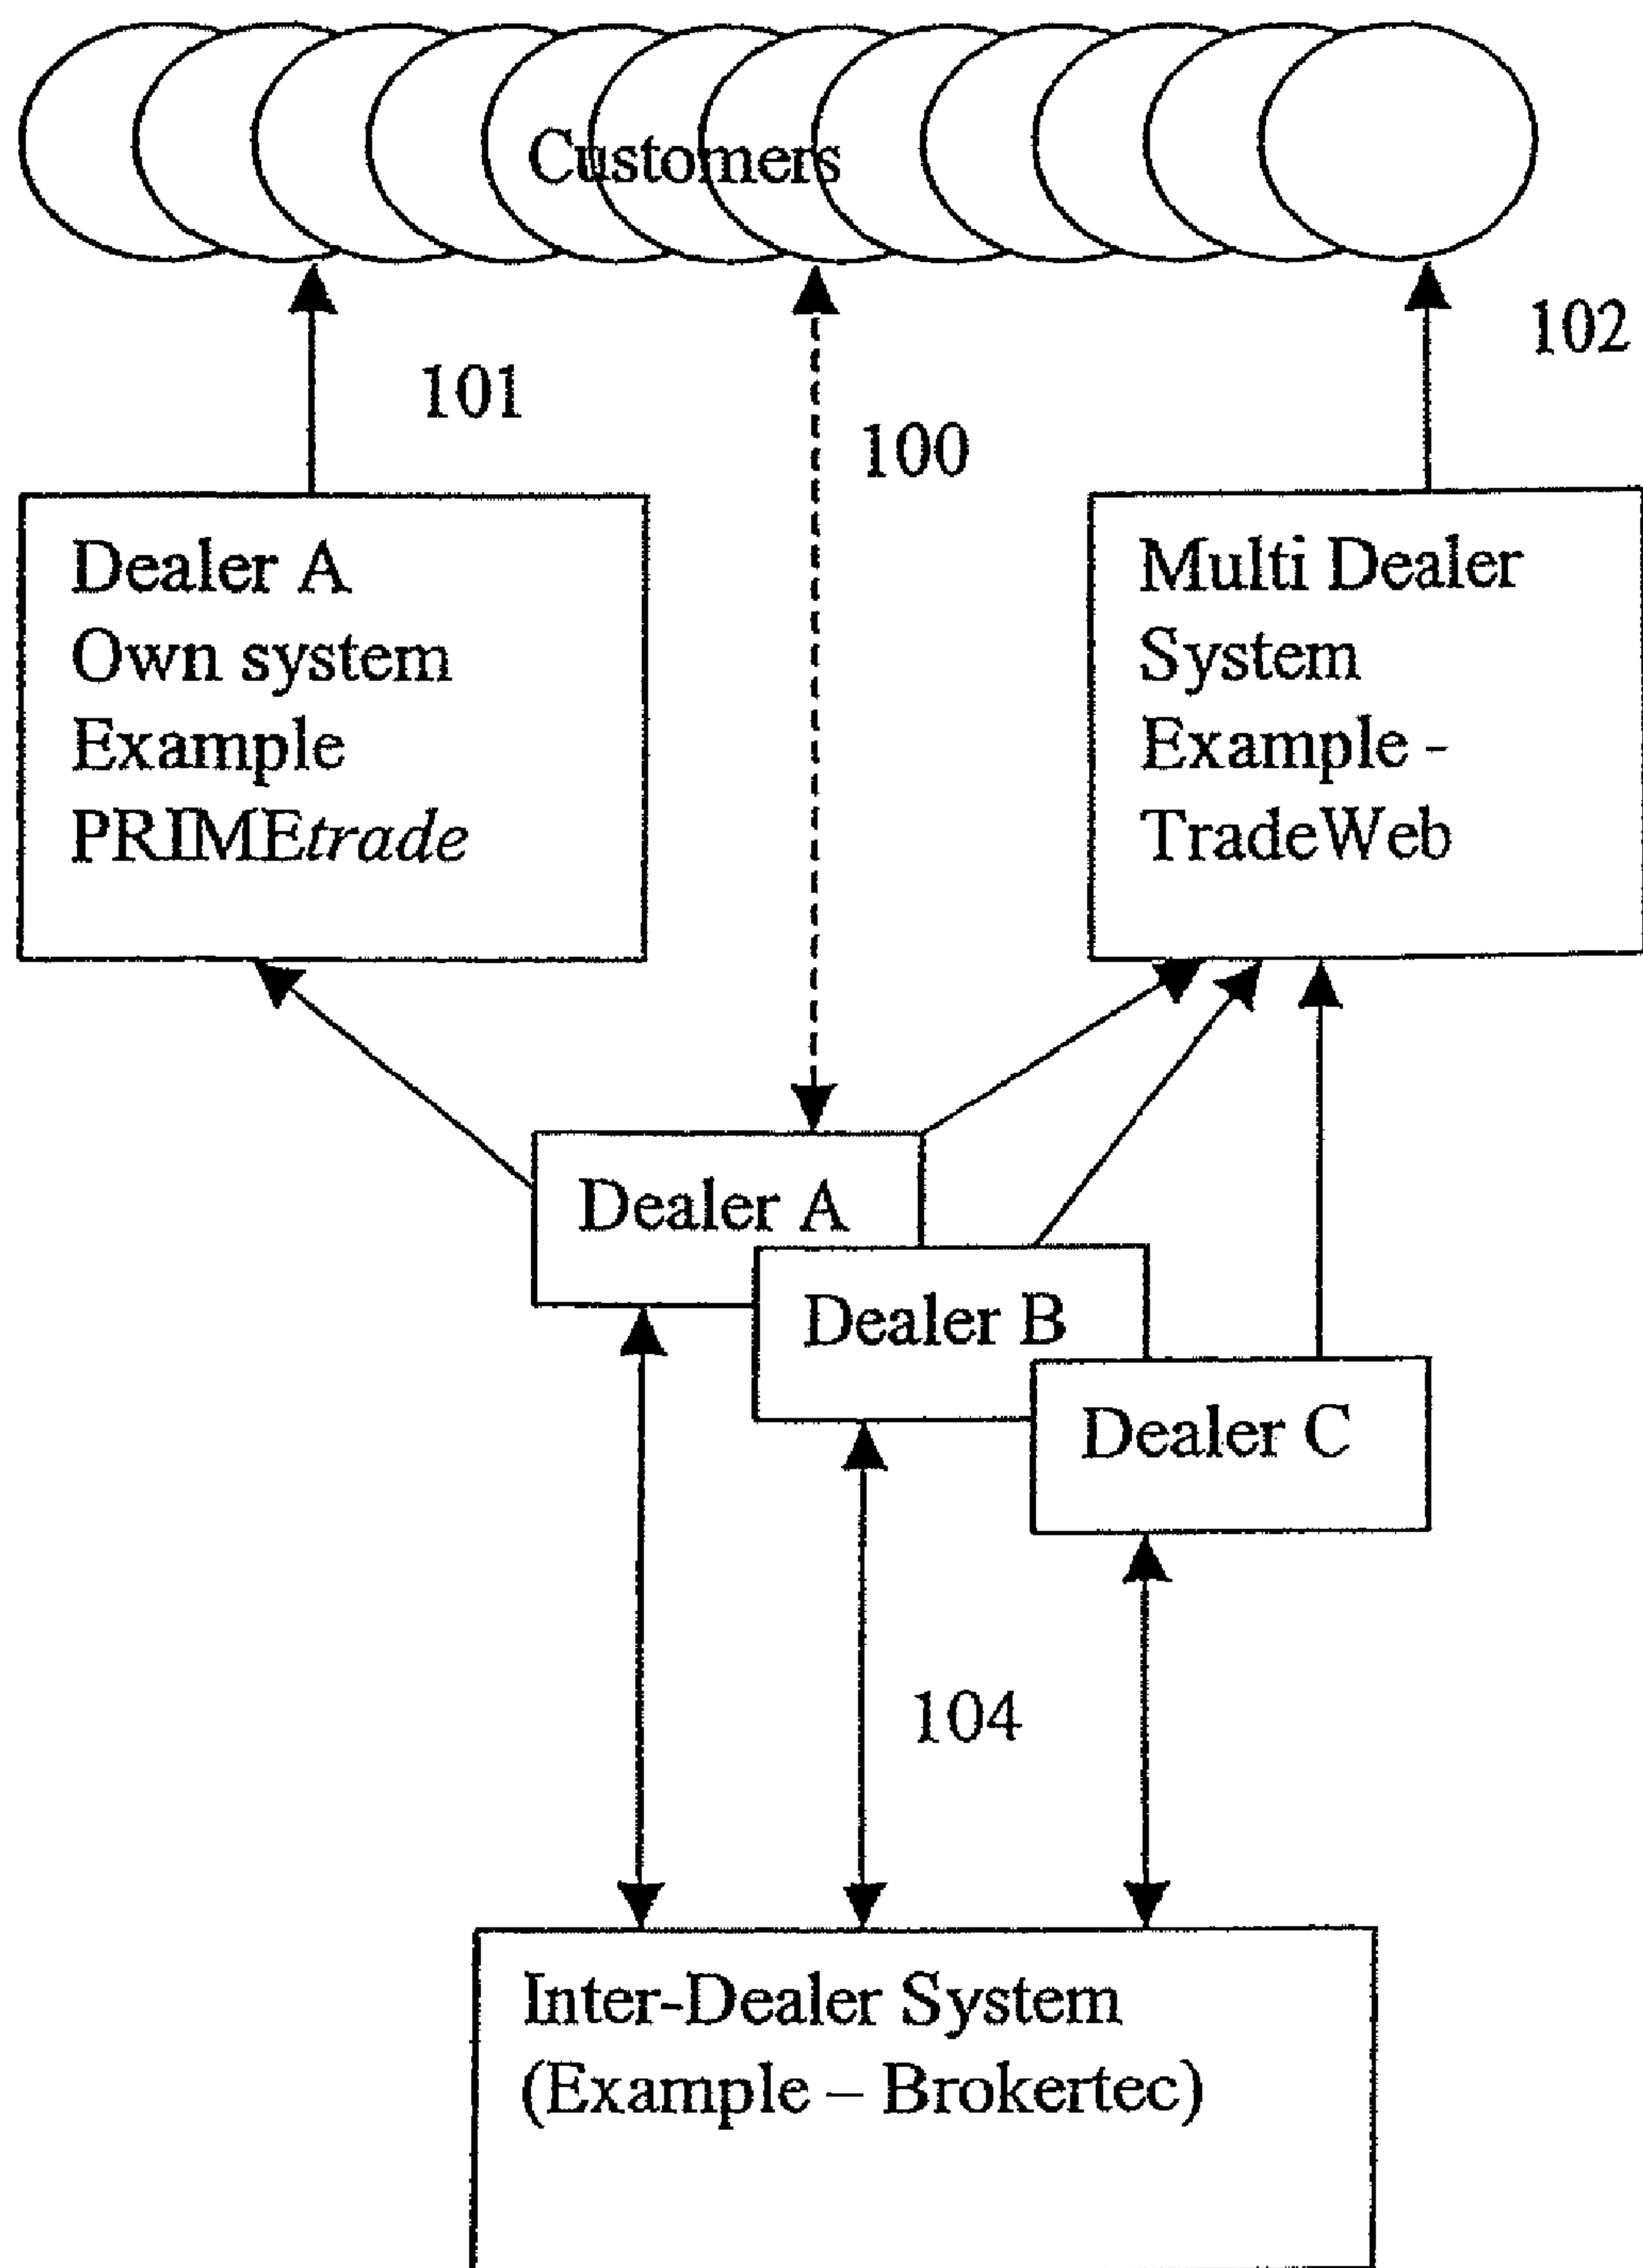 Customers
102
101
100
Dealer A
Own system
Example
PRIMEtrade
Multi Dealer
System
Example -
TradeWeb
Dealer A
Dealer B
Dealer C
104
Inter-Dealer System
(Example – Brokertec)